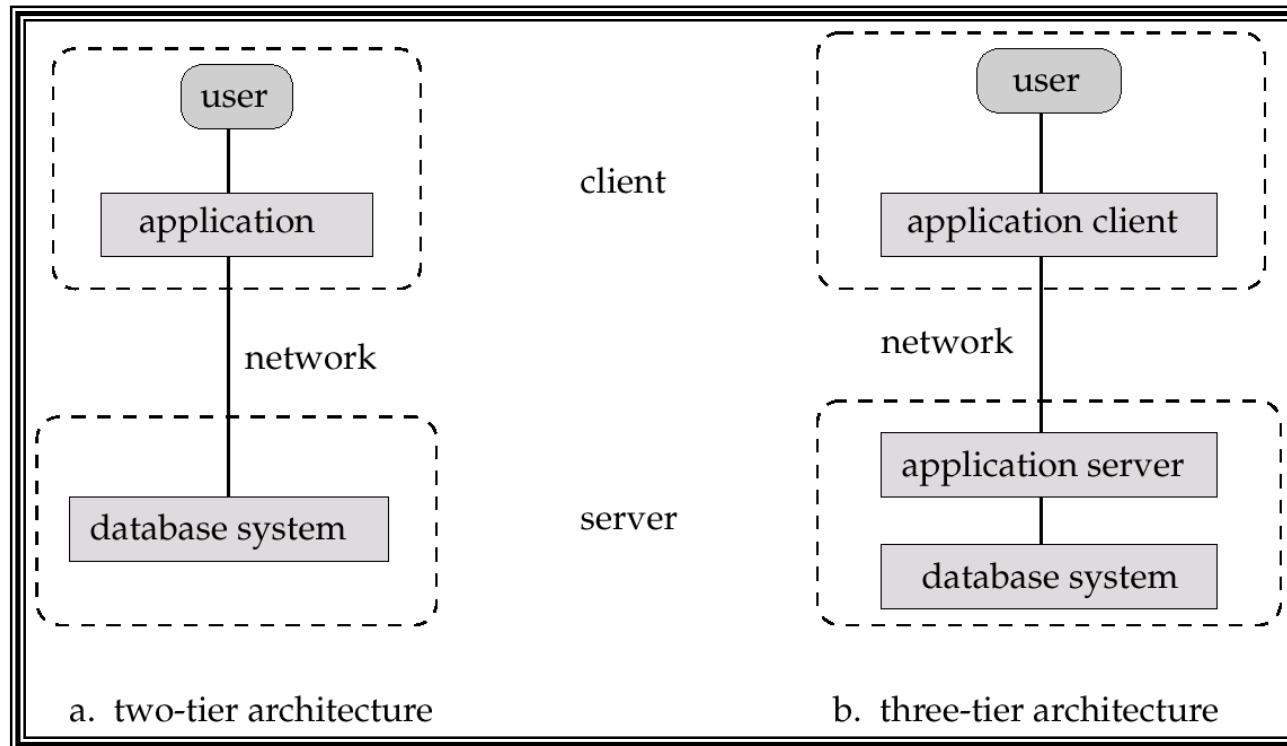 user
application
network
database system
client
server
user
application client
network
application server
database system
a. two-tier architecture
b. three-tier architecture